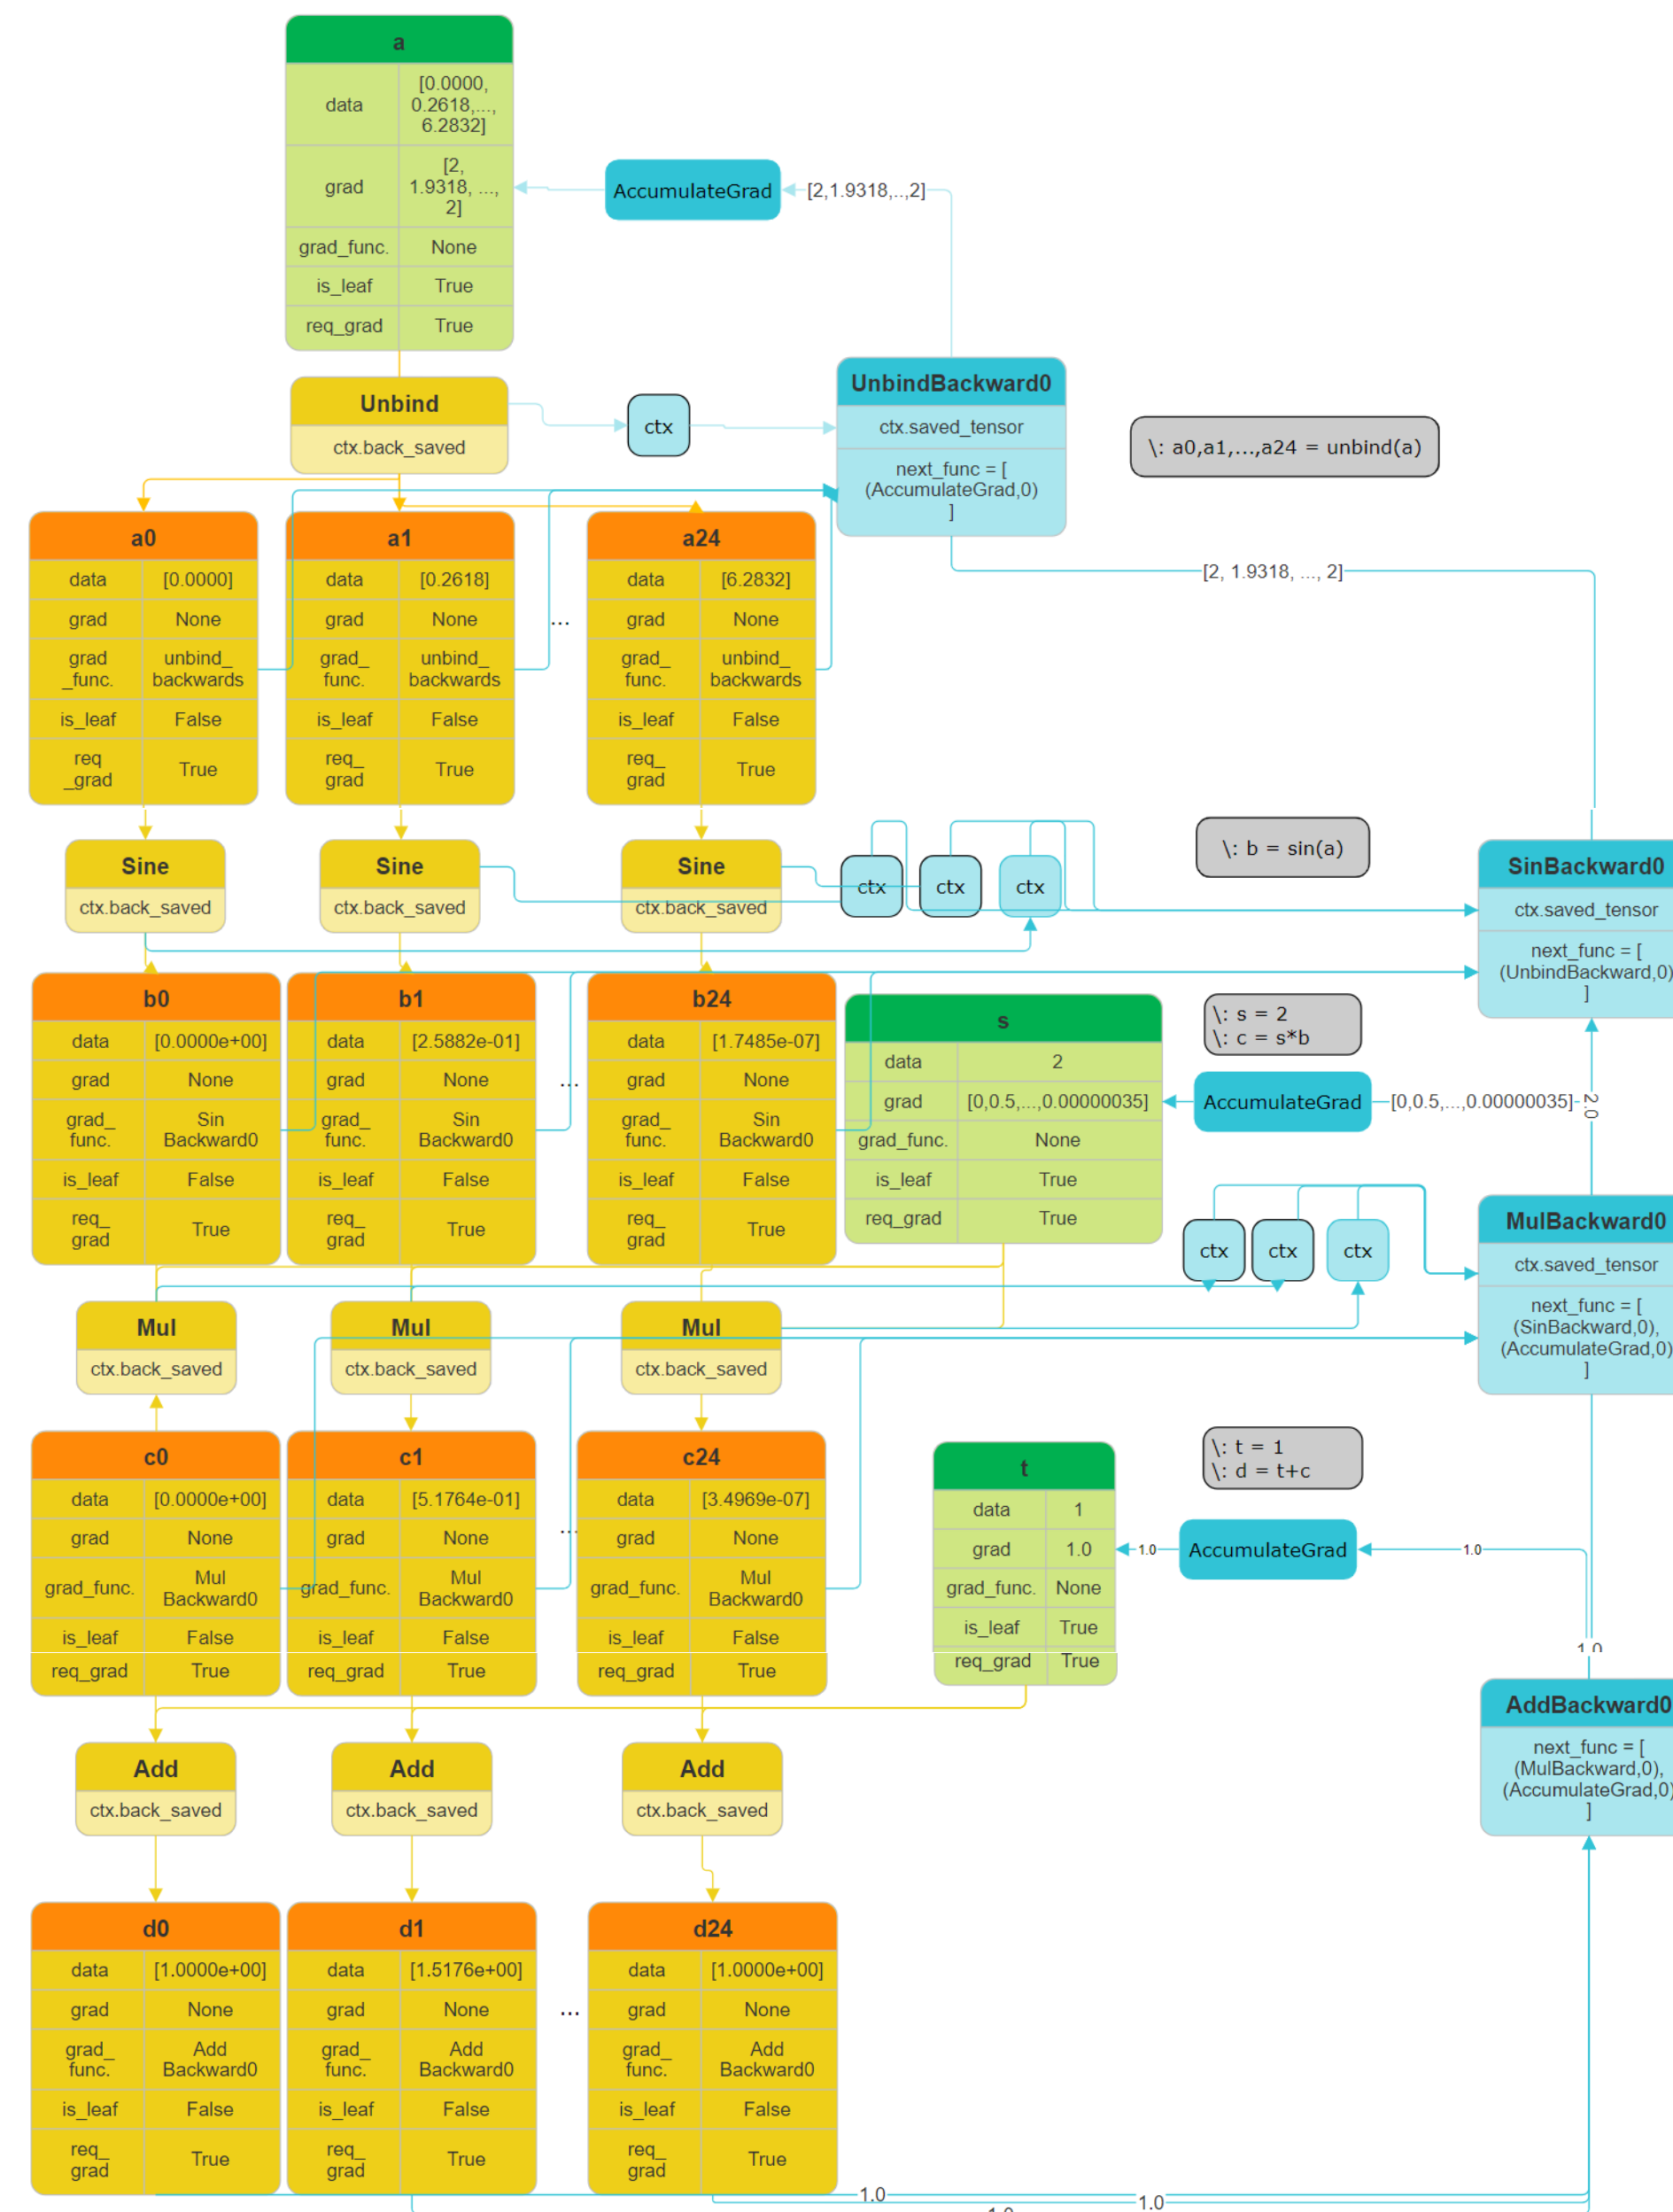 a
data
[0.0000,
0.2618,...,
6.2832]
grad
[2,
1.9318, ...,
2]
grad_func.
None
is_leaf
True
req_grad
True
AccumulateGrad
[2,1.9318,..,2]
Unbind
ctx.back_saved
ctx
UnbindBackward0
ctx.saved_tensor
next_func = [
(AccumulateGrad,0)
]
\: a0,a1,...,a24 = unbind(a)
[2, 1.9318, ..., 2]
a0
data
[0.0000]
grad
None
grad
_func.
unbind_
backwards
is_leaf
False
req
_grad
True
a1
data
[0.2618]
grad
None
grad_
func.
unbind_
backwards
is_leaf
False
req_
grad
True
...
a24
data
[6.2832]
grad
None
grad_
func.
unbind_
backwards
is_leaf
False
req_
grad
True
Sine
ctx.back_saved
Sine
ctx.back_saved
Sine
ctx.back_saved
ctx
ctx
ctx
\: b = sin(a)
SinBackward0
ctx.saved_tensor
next_func = [
(UnbindBackward,0)
]
b0
data
[0.0000e+00]
grad
None
grad_
func.
Sin
Backward0
is_leaf
False
req_
grad
True
b1
data
[2.5882e-01]
grad
None
grad_
func.
Sin
Backward0
is_leaf
False
req_
grad
True
...
b24
data
[1.7485e-07]
grad
None
grad_
func.
Sin
Backward0
is_leaf
False
req_
grad
True
s
data
2
grad
[0,0.5,...,0.00000035]
grad_func.
None
is_leaf
True
req_grad
True
\: s = 2
\: c = s*b
AccumulateGrad
[0,0.5,...,0.00000035]
2.0
ctx
ctx
ctx
MulBackward0
ctx.saved_tensor
next_func = [
(SinBackward,0),
(AccumulateGrad,0)
]
Mul
ctx.back_saved
Mul
ctx.back_saved
Mul
ctx.back_saved
c0
data
[0.0000e+00]
grad
None
grad_func.
Mul
Backward0
is_leaf
False
req_grad
True
c1
data
[5.1764e-01]
grad
None
grad_func.
Mul
Backward0
is_leaf
False
req_grad
True
...
c24
data
[3.4969e-07]
grad
None
grad_func.
Mul
Backward0
is_leaf
False
req_grad
True
t
data
1
grad
1.0
grad_func.
None
is_leaf
True
req_grad
True
\: t = 1
\: d = t+c
1.0
AccumulateGrad
1.0
1.0
AddBackward0
next_func = [
(MulBackward,0),
(AccumulateGrad,0)
]
Add
ctx.back_saved
Add
ctx.back_saved
Add
ctx.back_saved
d0
data
[1.0000e+00]
grad
None
grad_
func.
Add
Backward0
is_leaf
False
req_
grad
True
d1
data
[1.5176e+00]
grad
None
grad_
func.
Add
Backward0
is_leaf
False
req_
grad
True
...
d24
data
[1.0000e+00]
grad
None
grad_
func.
Add
Backward0
is_leaf
False
req_
grad
True
1.0
1.0